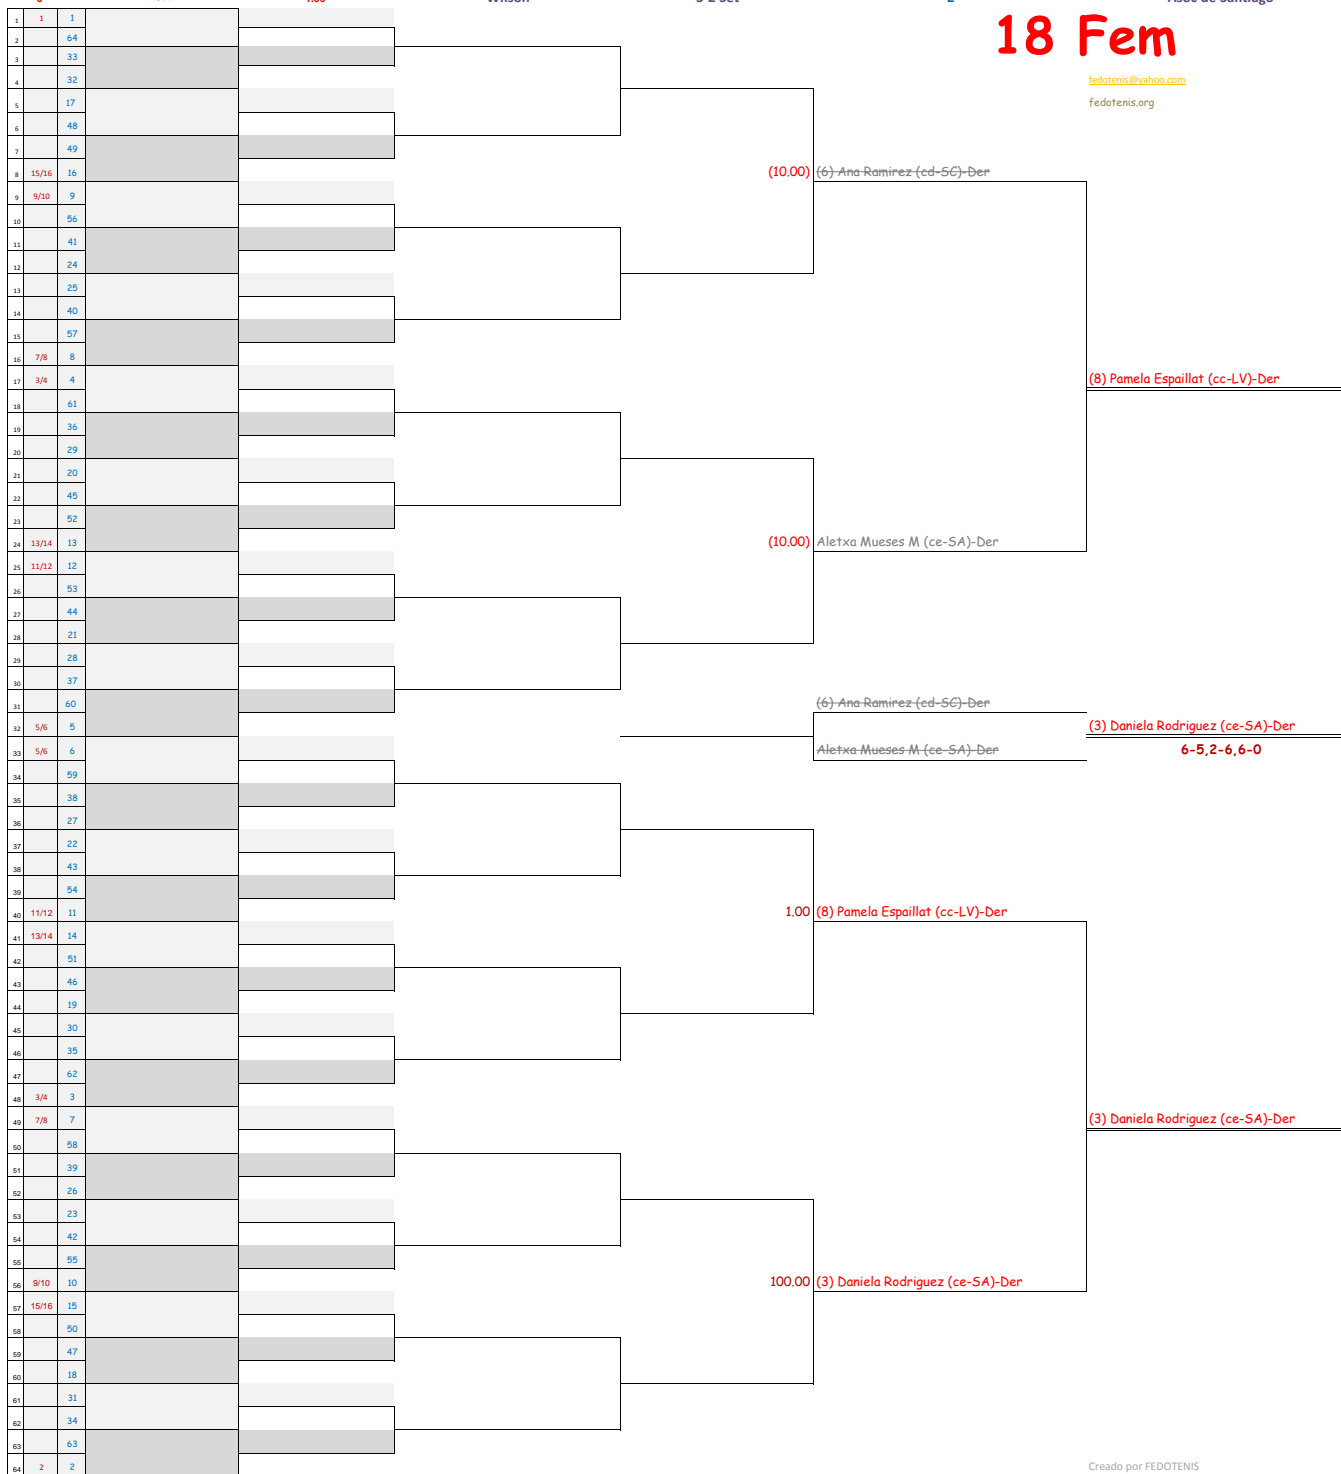 Wilson
Asoc de Santiago
18 Fem
fedotenis@yahoo.com
fedotenis.org
1 1 1
2 64
3 33
4 32
5 17
6 48
7 49
8 15/16 16 (10.00) (6) Ana Ramirez (cd-SC)-Der
9 9/10 9
10 56
11 41
12 24
13 25
14 40
15 57
16 7/8 8
17 3/4 4 (8) Pamela Espaillat (cc-LV)-Der
18 61
19 36
20 29
21 20
22 45
23 52
24 13/14 13 (10.00) Aletxa Mueses M (ce-SA)-Der
25 11/12 12
26 53
27 44
28 21
29 28
30 37
31 60 (6) Ana Ramirez (cd-SC)-Der
32 5/6 5 (3) Daniela Rodriguez (ce-SA)-Der
33 5/6 6 Aletxa Mueses M (ce-SA)-Der 6-5,2-6,6-0
34 59
35 38
36 27
37 22
38 43
39 54
40 11/12 11 1.00 (8) Pamela Espaillat (cc-LV)-Der
41 13/14 14
42 51
43 46
44 19
45 30
46 35
47 62
48 3/4 3
49 7/8 7 (3) Daniela Rodriguez (ce-SA)-Der
50 58
51 39
52 26
53 23
54 42
55 55
56 9/10 10 100.00 (3) Daniela Rodriguez (ce-SA)-Der
57 15/16 15
58 50
59 47
60 18
61 31
62 34
63 63
64 2 2 Creado por FEDOTENIS